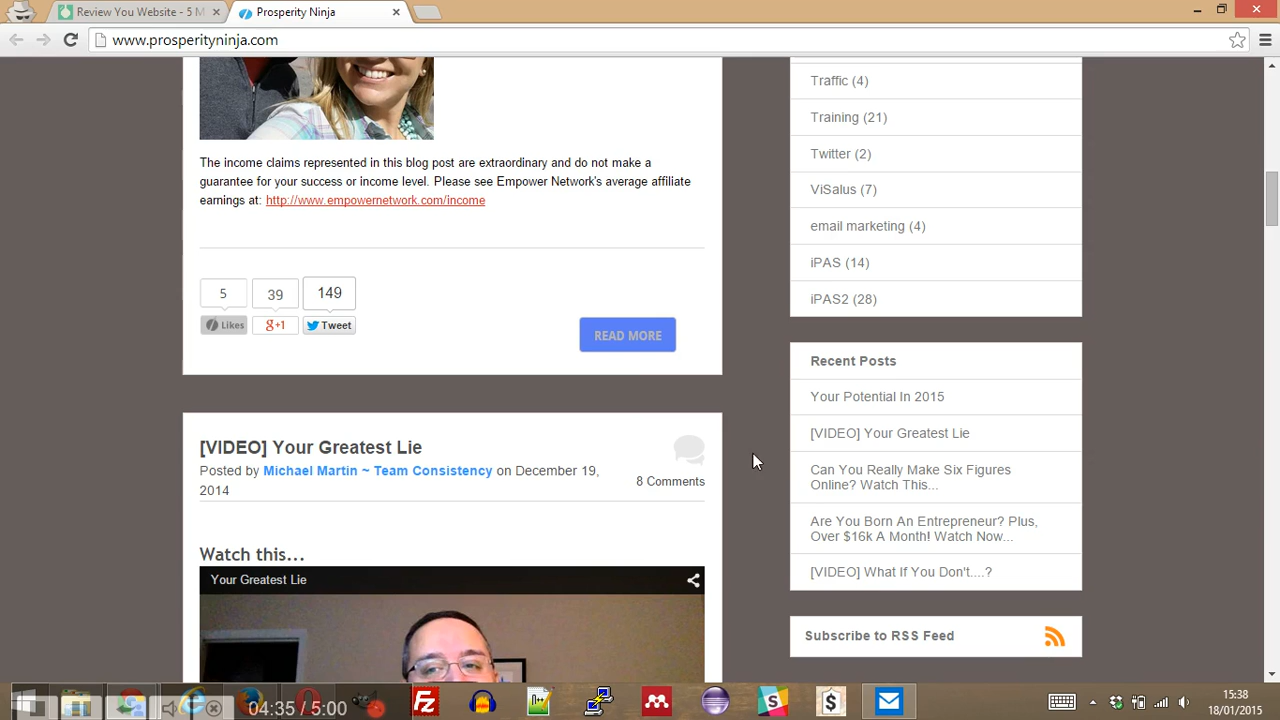 Review You Website - 5 M
Prosperity Ninja
www.prosperityninja.com
The income claims represented in this blog post are extraordinary and do not make a
guarantee for your success or income level. Please see Empower Network's average affiliate
earnings at: http://www.empowernetwork.com/income
5
39
149
Likes
g+1
Tweet
READ MORE
[VIDEO] Your Greatest Lie
Posted by Michael Martin ~ Team Consistency on December 19,
2014
8 Comments
Watch this...
Your Greatest Lie
Traffic (4)
Training (21)
Twitter (2)
ViSalus (7)
email marketing (4)
iPAS (14)
iPAS2 (28)
Recent Posts
Your Potential In 2015
[VIDEO] Your Greatest Lie
Can You Really Make Six Figures
Online? Watch This...
Are You Born An Entrepreneur? Plus,
Over $16k A Month! Watch Now...
[VIDEO] What If You Don't....?
Subscribe to RSS Feed
04:35 / 5:00
Fz
15:38
18/01/2015